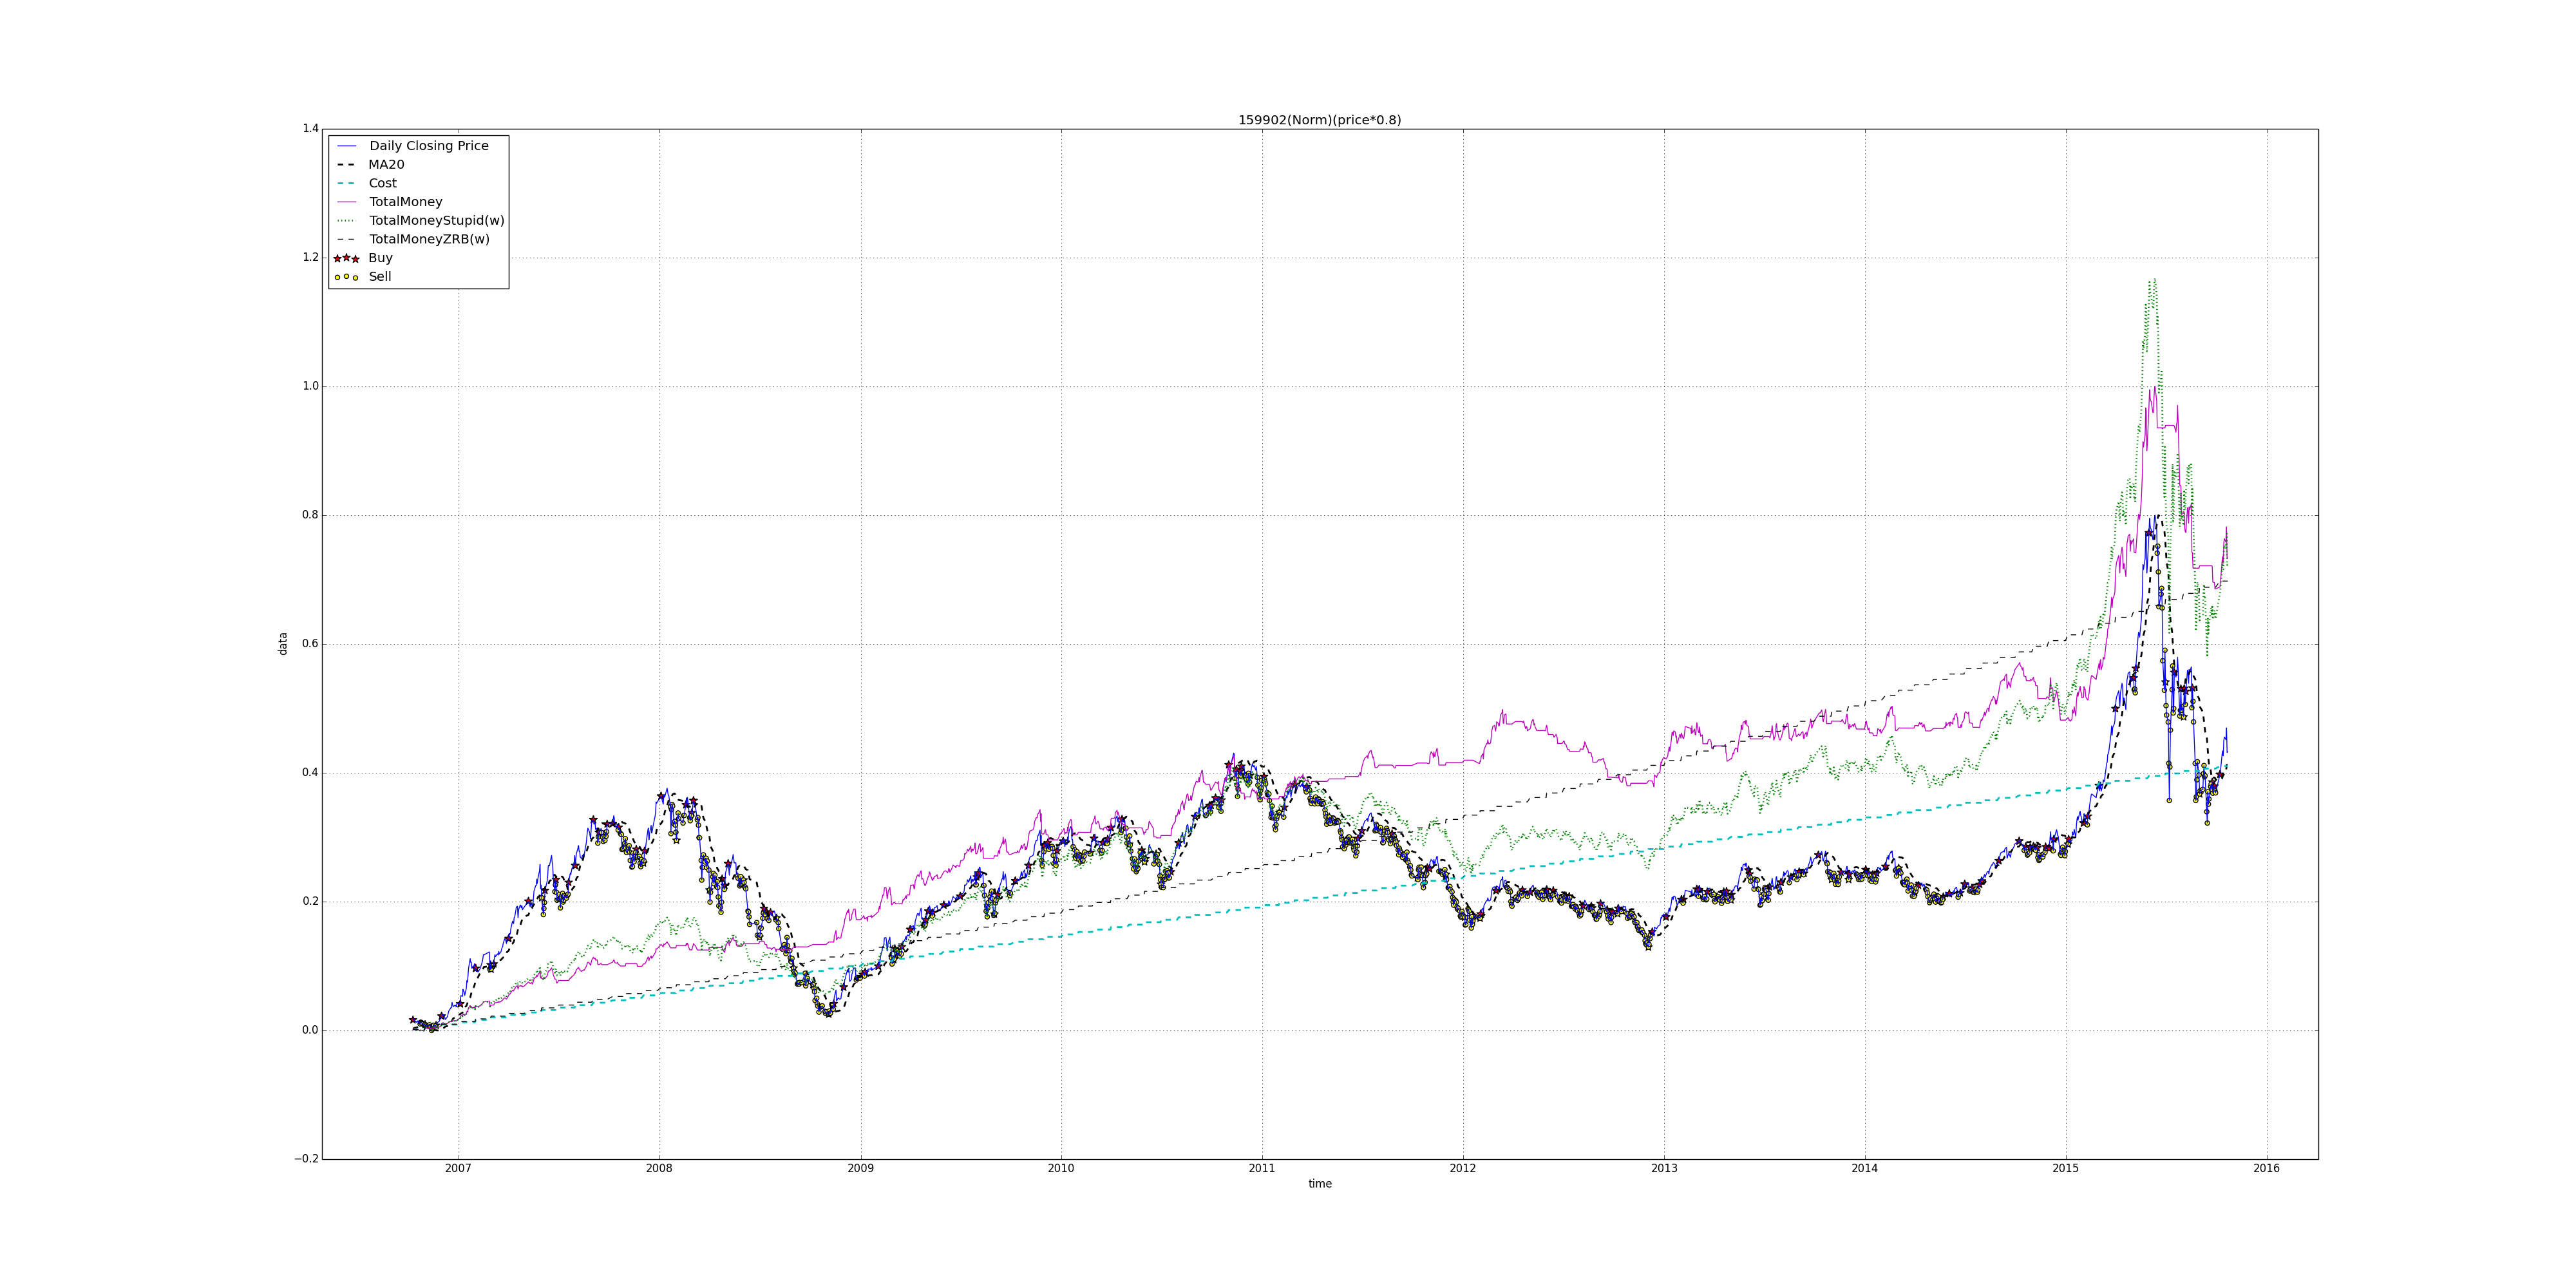 159902(Norm)(price*0.8)
1.4
1.2
1.0
0.8
0.6
0.4
0.2
0.0
−0.2
data
Daily Closing Price
MA20
Cost
TotalMoney
TotalMoneyStupid(w)
TotalMoneyZRB(w)
Buy
Sell
2007 2008 2009 2010 2011 2012 2013 2014 2015 2016
time